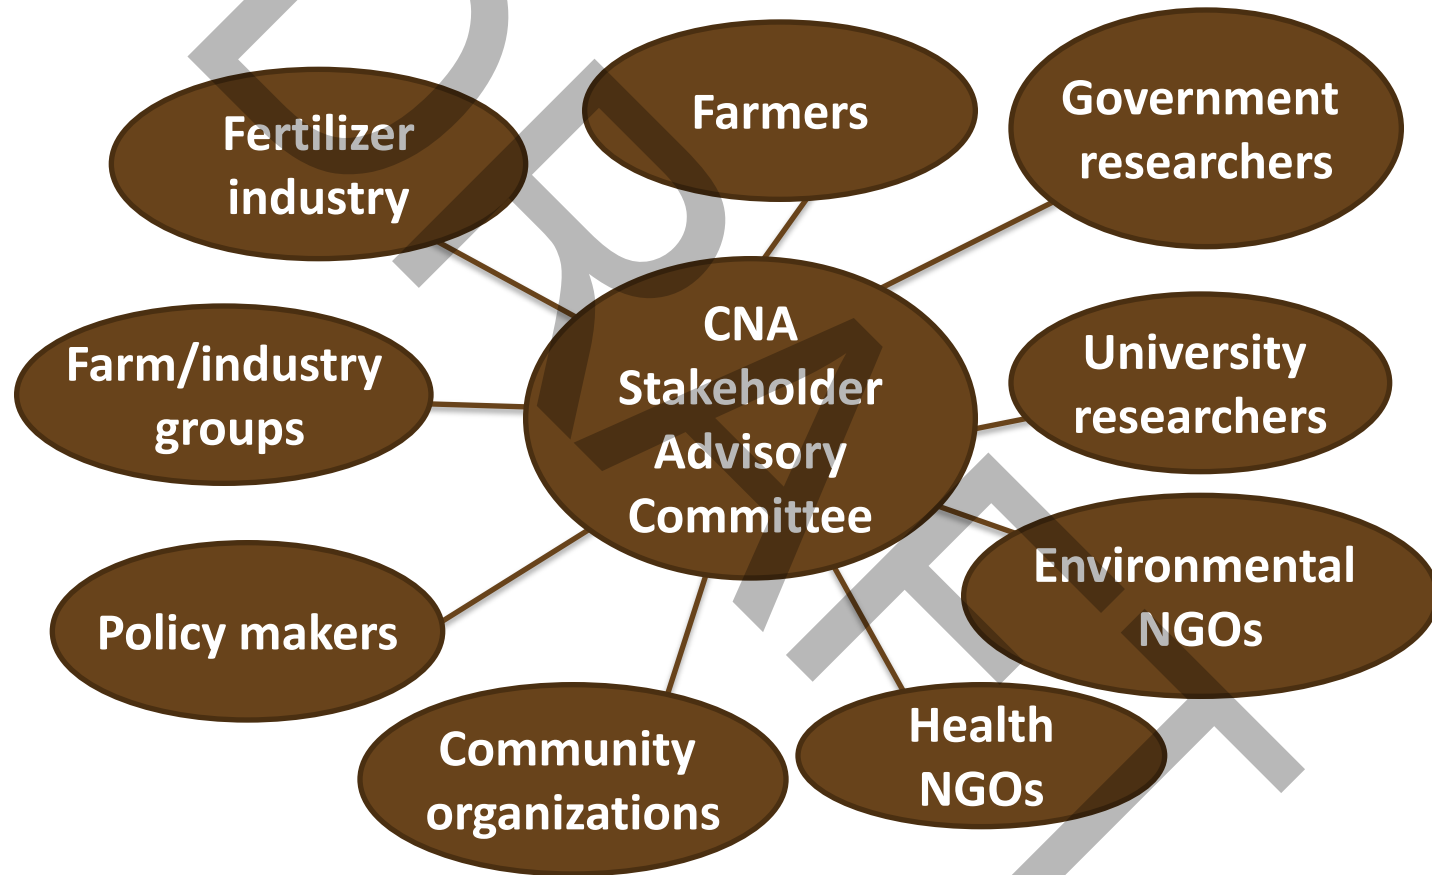 Fertilizer
industry
Farmers
Government
researchers
Farm/industry
groups
CNA
Stakeholder
Advisory
Committee
University
researchers
Policy makers
Environmental
NGOs
Community
organizations
Health
NGOs
DRAFT